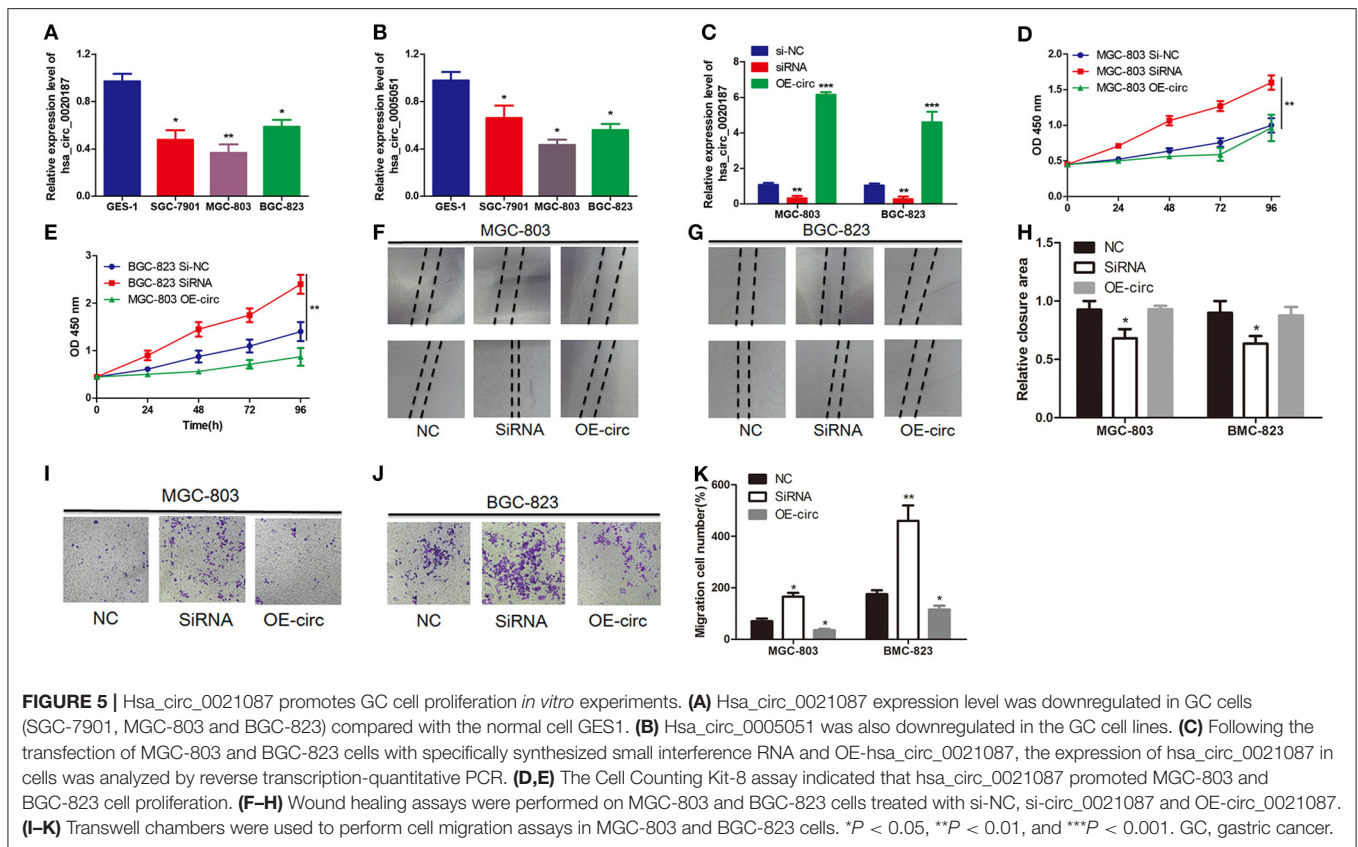 A
Relative expression level of
hsa_circ_0020187
1.2
0.8
0.4
0.0
*
**
*
GES-1 SGC-7901 MGC-803 BGC-823
B
Relative expression level of
hsa_circ_0005051
1.2
0.8
0.4
0.0
*
*
*
GES-1 SGC-7901 MGC-803 BGC-823
C
Relative expression level of
hsa_circ_0020187
si-NC
siRNA
OE-circ
8
6
4
2
0
**
***
**
***
MGC-803 BGC-823
D
OD 450 nm
2.0
1.5
1.0
0.5
0.0
MGC-803 Si-NC
MGC-803 SiRNA
MGC-803 OE-circ
**
0 24 48 72 96
E
OD 450 nm
3
2
1
0
BGC-823 Si-NC
BGC-823 SiRNA
MGC-803 OE-circ
**
0 24 48 72 96
Time(h)
F
MGC-803
NC SiRNA OE-circ
G
BGC-823
NC SiRNA OE-circ
H
Relative closure area
1.5
1.0
0.5
0.0
NC
SiRNA
OE-circ
*
*
MGC-803 BMC-823
I
MGC-803
NC SiRNA OE-circ
J
BGC-823
NC SiRNA OE-circ
K
Migration cell number(%)
600
400
200
0
NC
SiRNA
OE-circ
*
*
**
*
MGC-803 BMC-823
FIGURE 5 | Hsa_circ_0021087 promotes GC cell proliferation in vitro experiments. (A) Hsa_circ_0021087 expression level was downregulated in GC cells
(SGC-7901, MGC-803 and BGC-823) compared with the normal cell GES1. (B) Hsa_circ_0005051 was also downregulated in the GC cell lines. (C) Following the
transfection of MGC-803 and BGC-823 cells with specifically synthesized small interference RNA and OE-hsa_circ_0021087, the expression of hsa_circ_0021087 in
cells was analyzed by reverse transcription-quantitative PCR. (D,E) The Cell Counting Kit-8 assay indicated that hsa_circ_0021087 promoted MGC-803 and
BGC-823 cell proliferation. (F–H) Wound healing assays were performed on MGC-803 and BGC-823 cells treated with si-NC, si-circ_0021087 and OE-circ_0021087.
(I–K) Transwell chambers were used to perform cell migration assays in MGC-803 and BGC-823 cells. *P < 0.05, **P < 0.01, and ***P < 0.001. GC, gastric cancer.